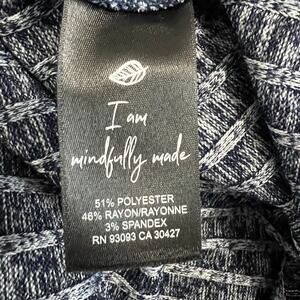 I am
mindfully made
51% POLYESTER
46% RAYON/RAYONNE
3% SPANDEX
RN 93093 CA 30427